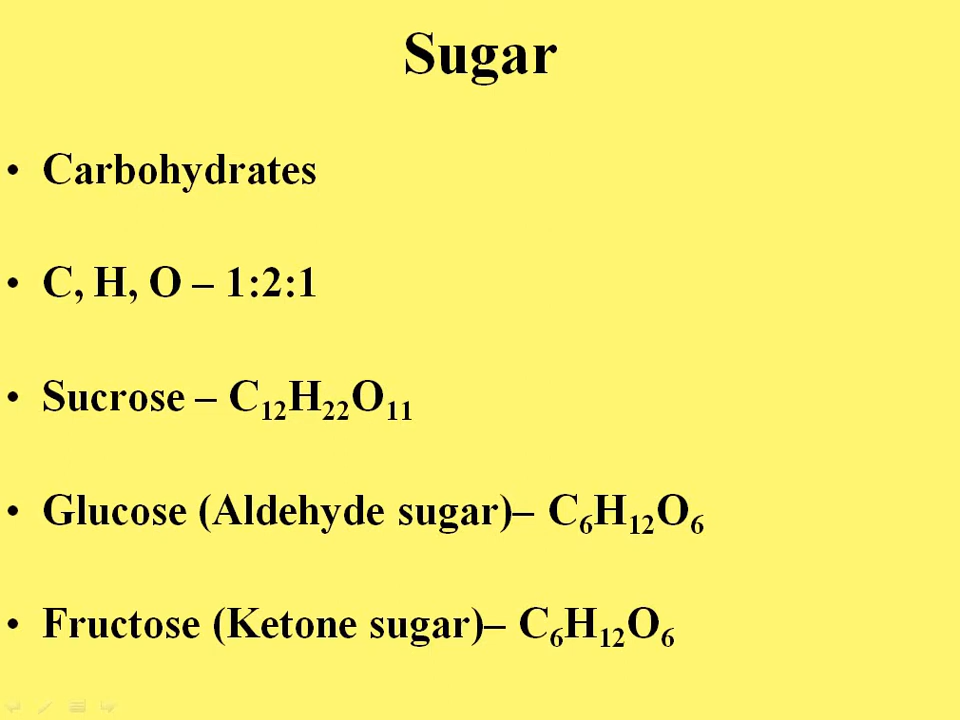 Sugar
• Carbohydrates
• C, H, O – 1:2:1
• Sucrose – C₁₂H₂₂O₁₁
• Glucose (Aldehyde sugar)– C₆H₁₂O₆
• Fructose (Ketone sugar)– C₆H₁₂O₆